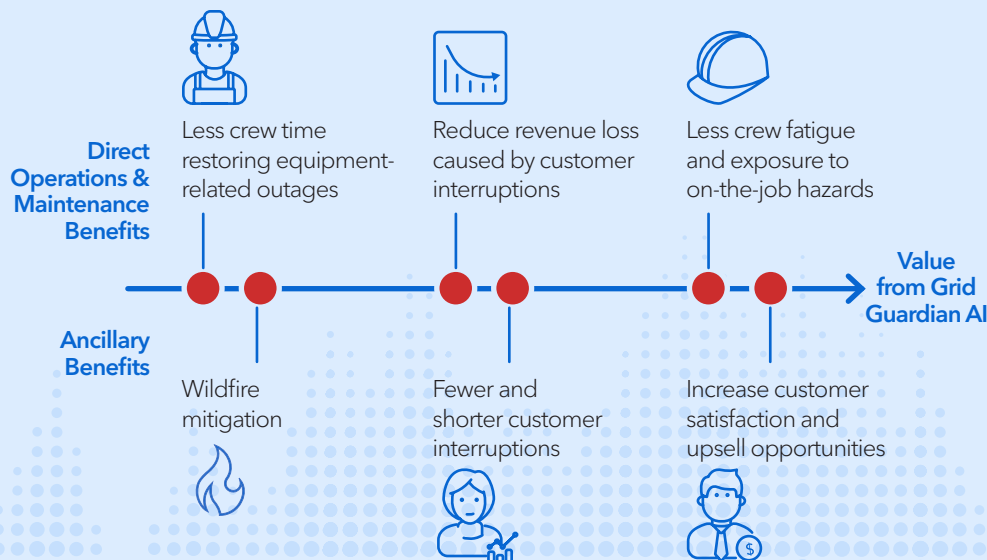 Direct
Operations &
Maintenance
Benefits
Less crew time
restoring equipment-
related outages
Reduce revenue loss
caused by customer
interruptions
Less crew fatigue
and exposure to
on-the-job hazards
Value
from Grid
Guardian AI
Ancillary
Benefits
Wildfire
mitigation
Fewer and
shorter customer
interruptions
Increase customer
satisfaction and
upsell opportunities
$